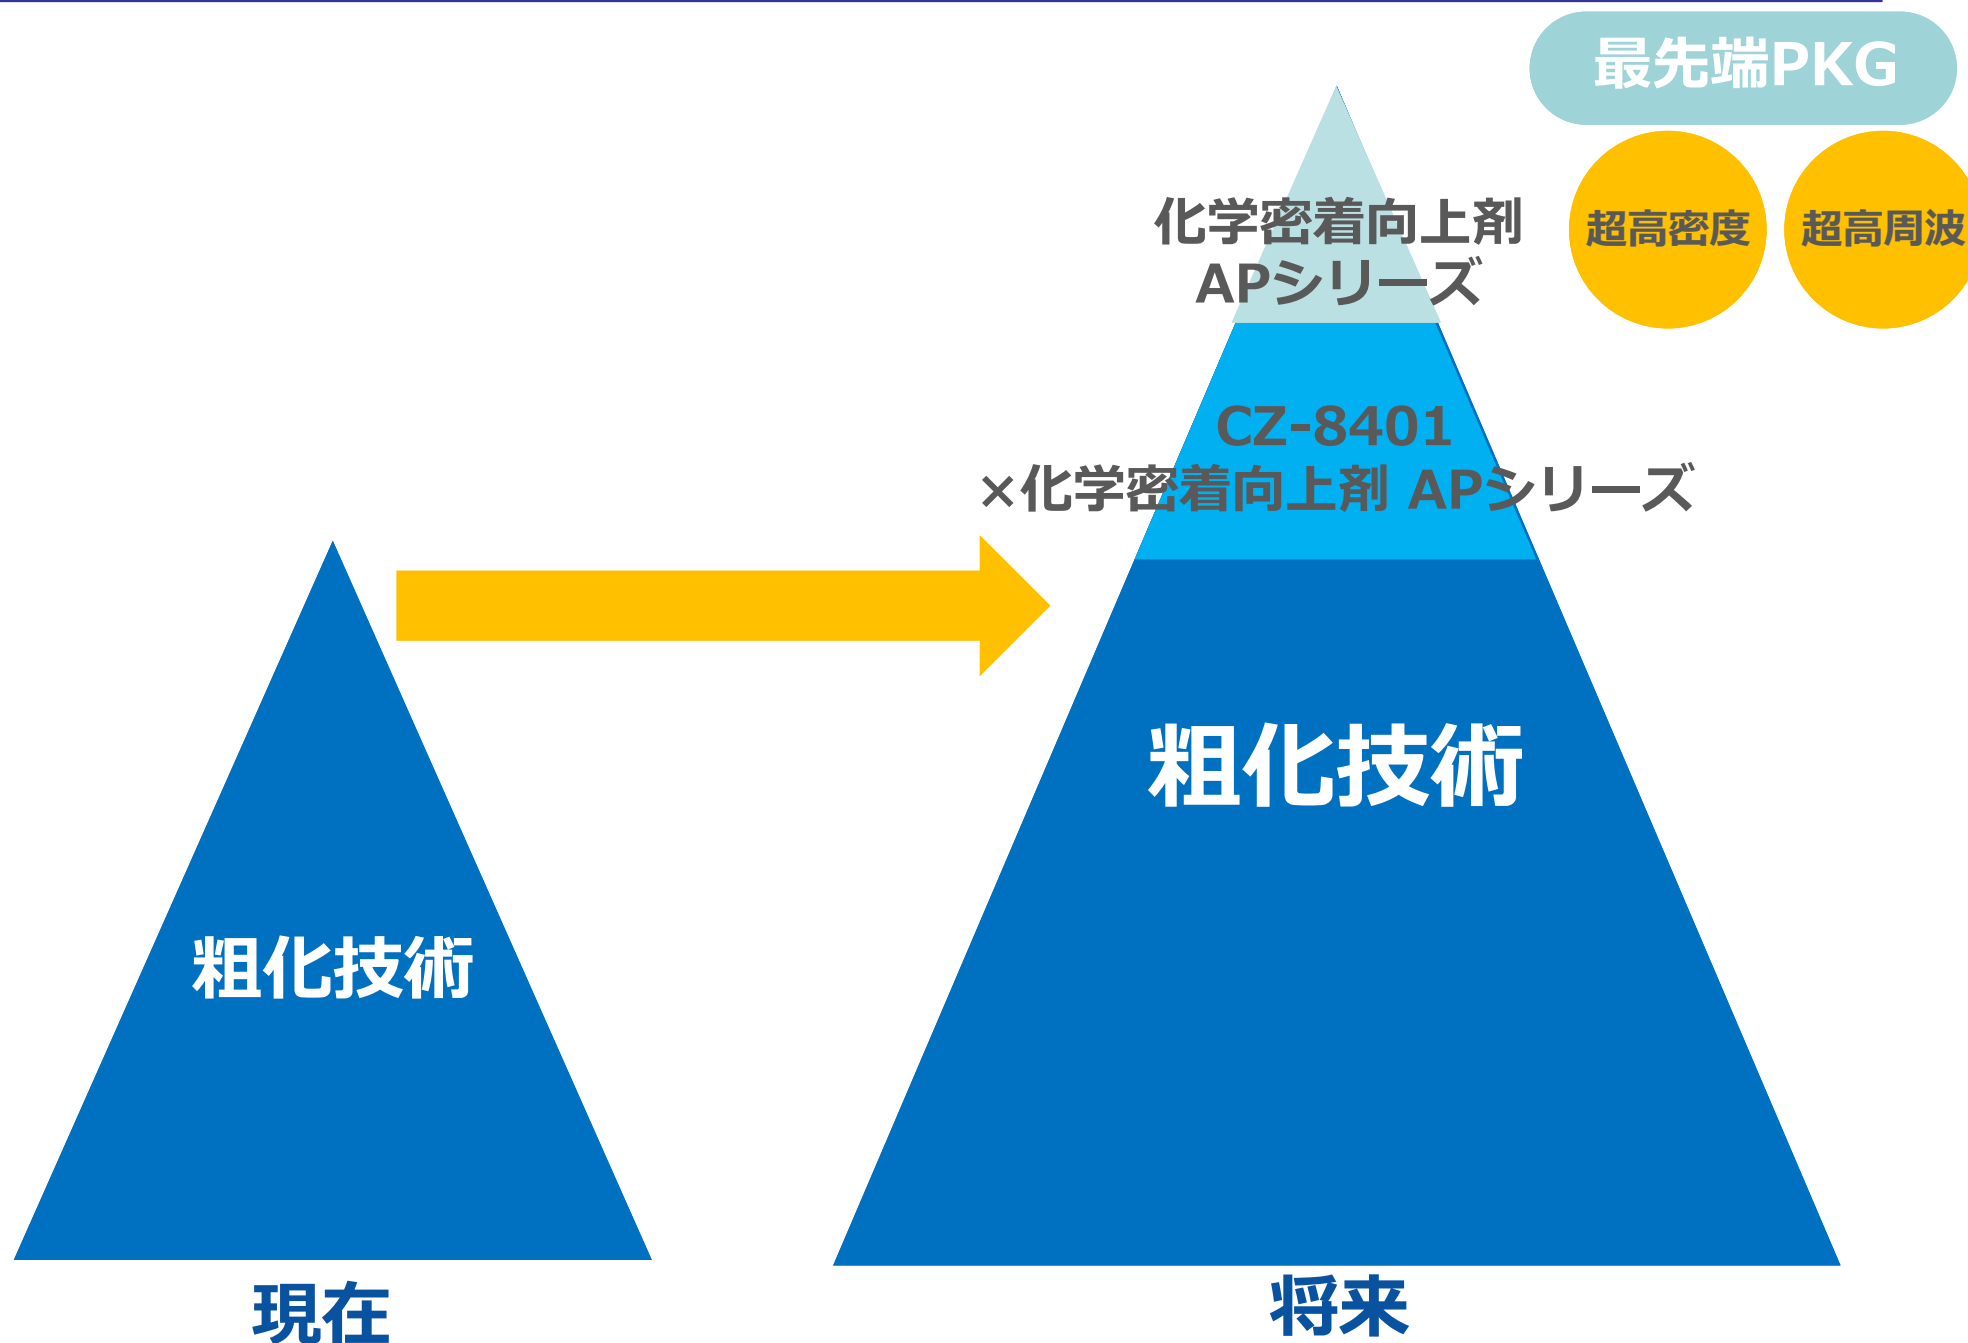 最先端PKG
超高密度
超高周波
化学密着向上剤
APシリーズ
CZ-8401
×化学密着向上剤 APシリーズ
粗化技術
粗化技術
現在
将来